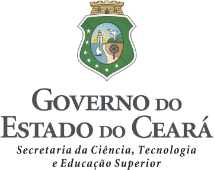 GOVERNO DO
ESTADO DO CEARÁ
Secretaria da Ciência, Tecnologia
e Educação Superior